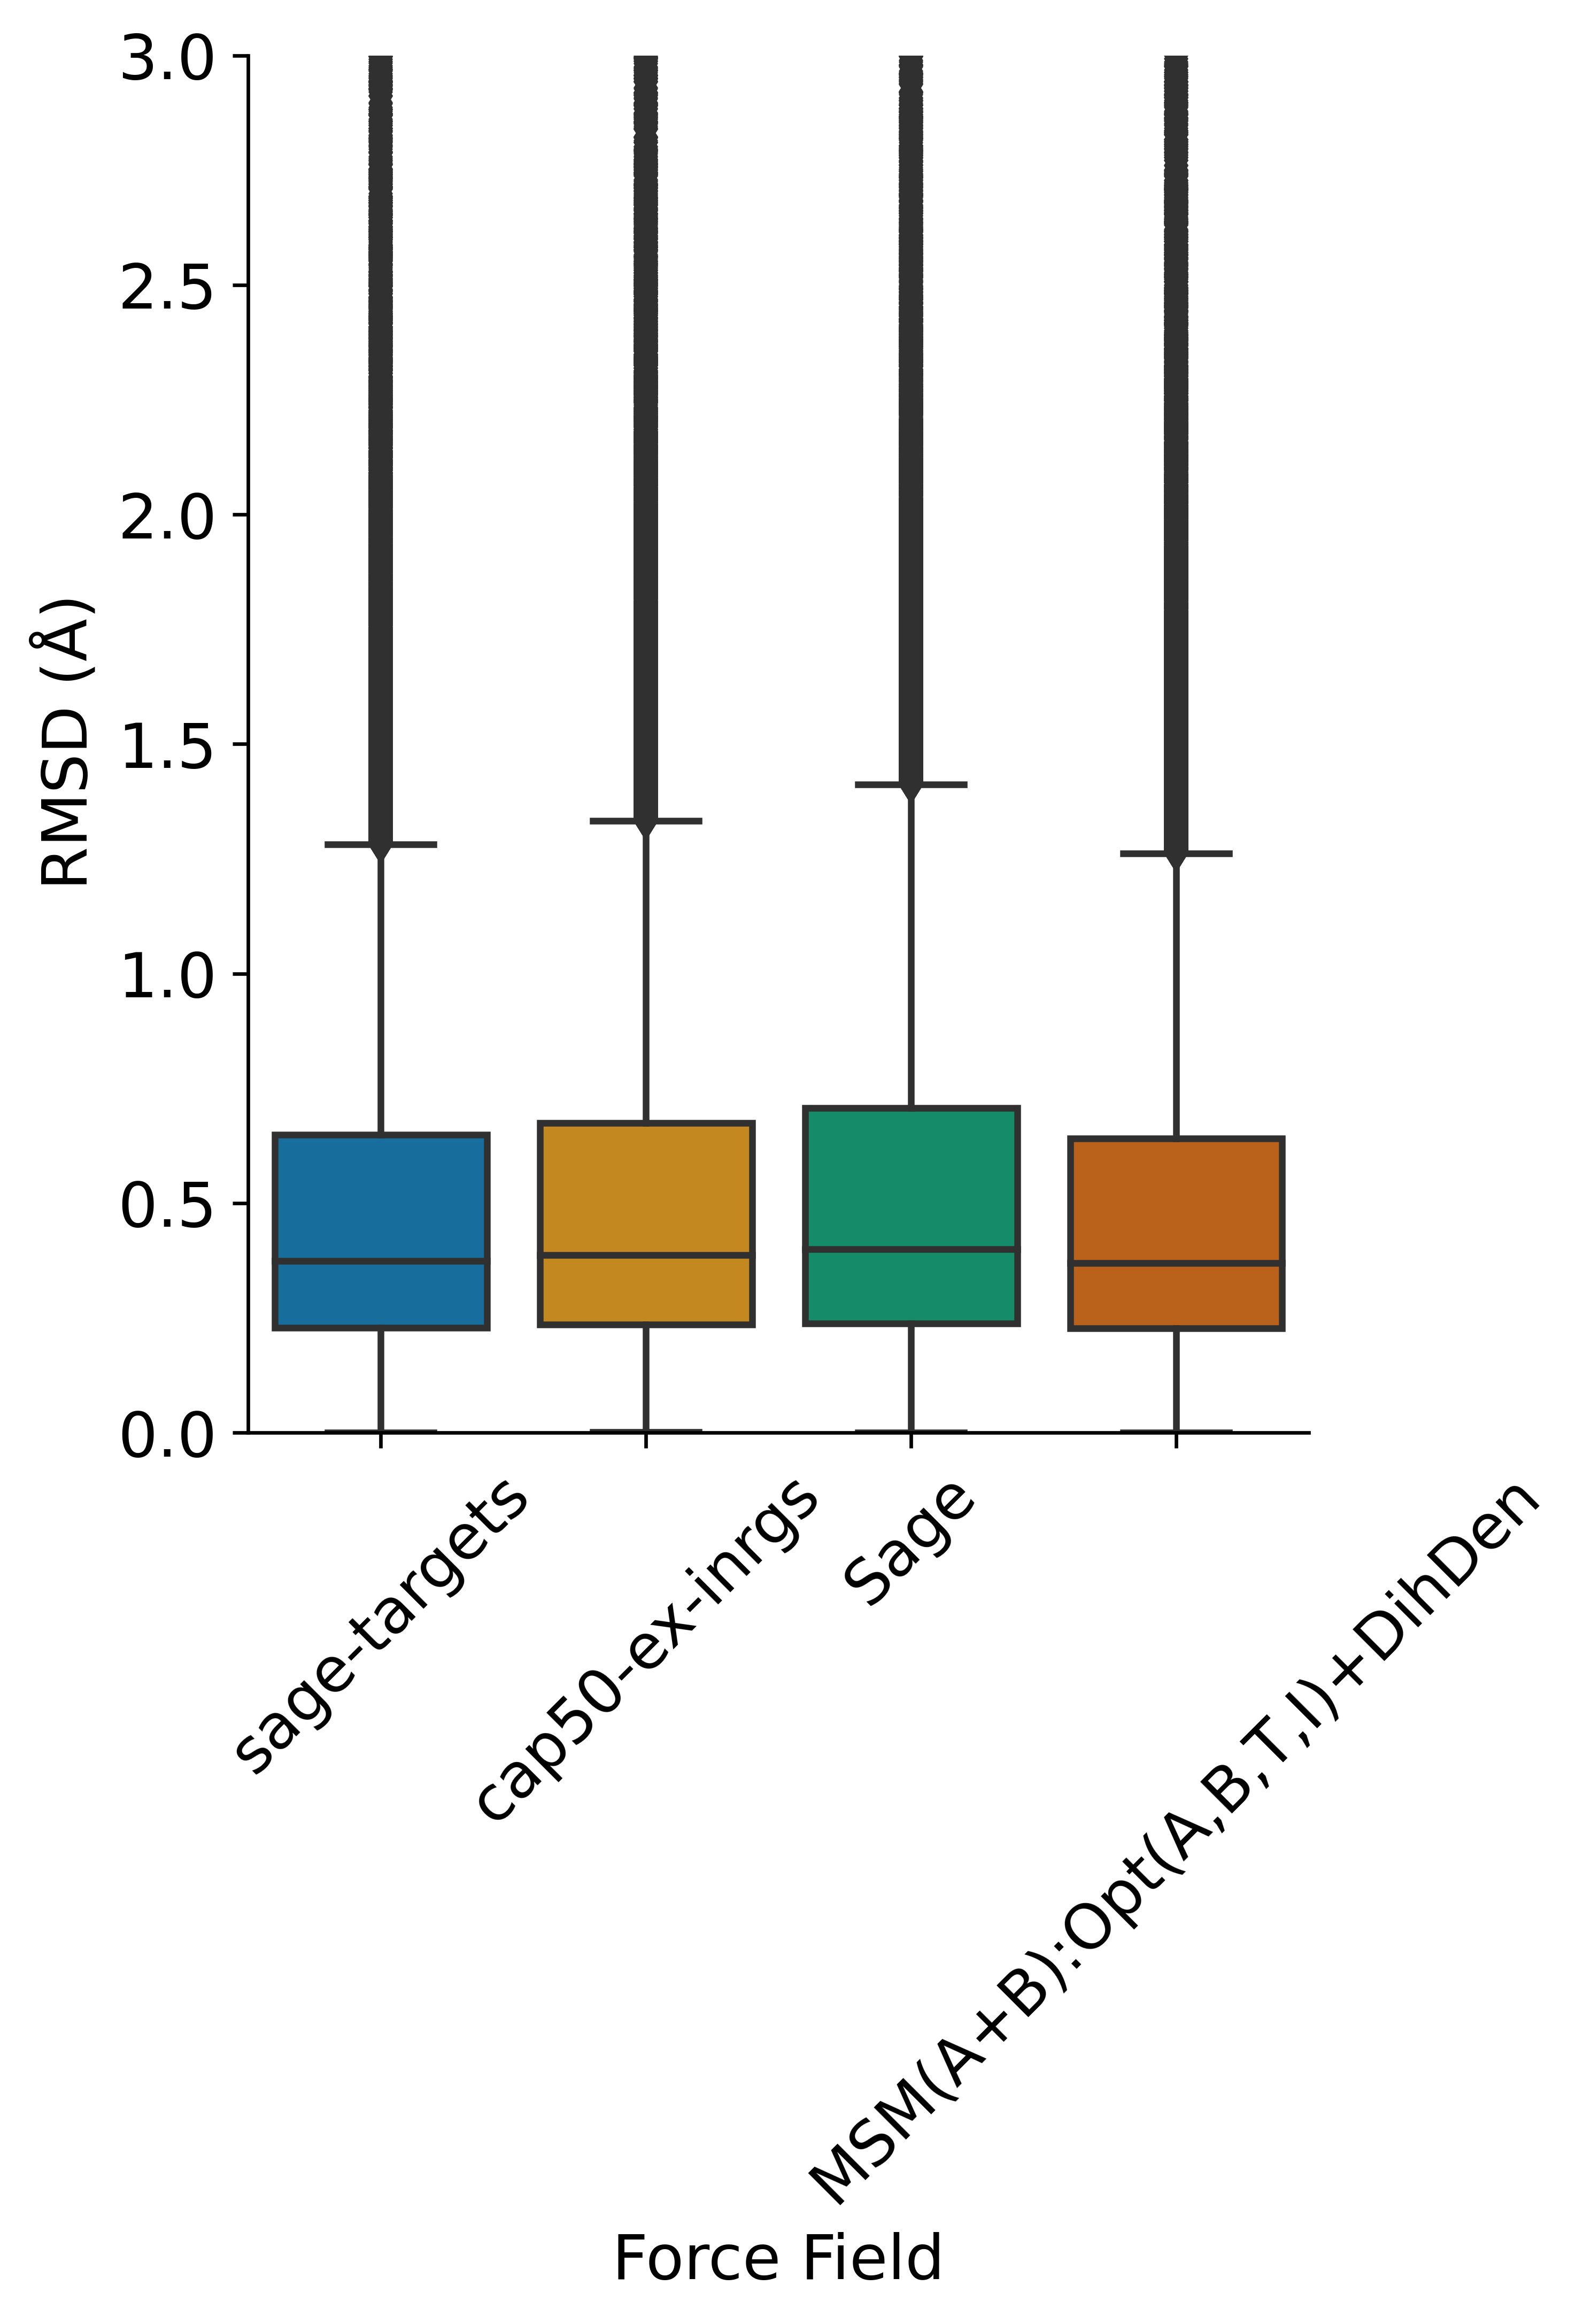 3.0
2.5
2.0
1.5
1.0
0.5
0.0
RMSD (Å)
sage-targets
cap50-ex-inrgs
Sage
MSM(A+B):Opt(A,B,T,I)+DihDen
Force Field